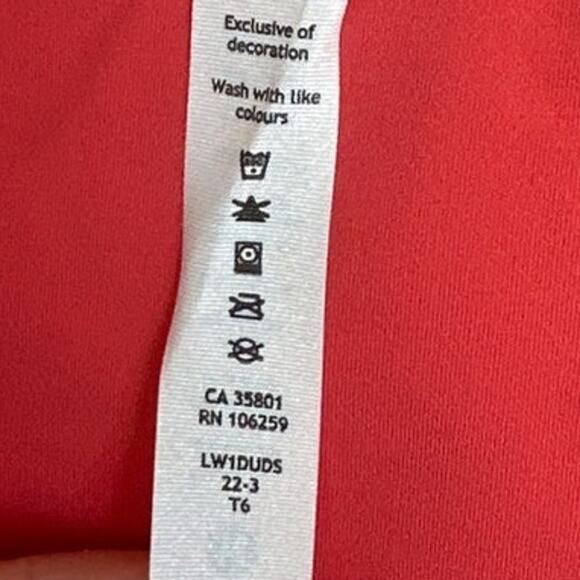 Exclusive of
decoration
Wash with like
colours
CA 35801
RN 106259
LW1DUDS
22-3
T6